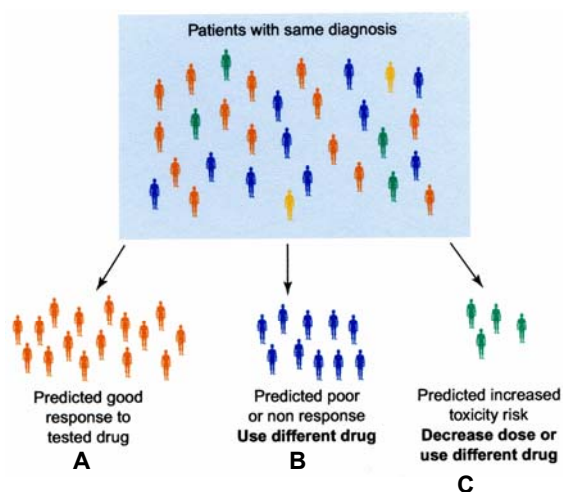 Patients with same diagnosis
Predicted good
response to
tested drug
A
Predicted poor
or non response
Use different drug
B
Predicted increased
toxicity risk
Decrease dose or
use different drug
C